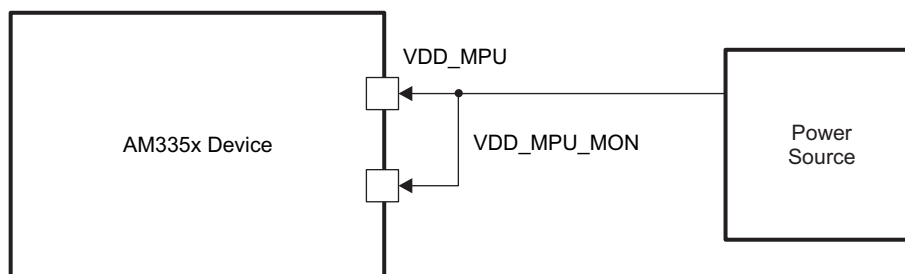 VDD_MPU
AM335x Device
VDD_MPU_MON
Power
Source